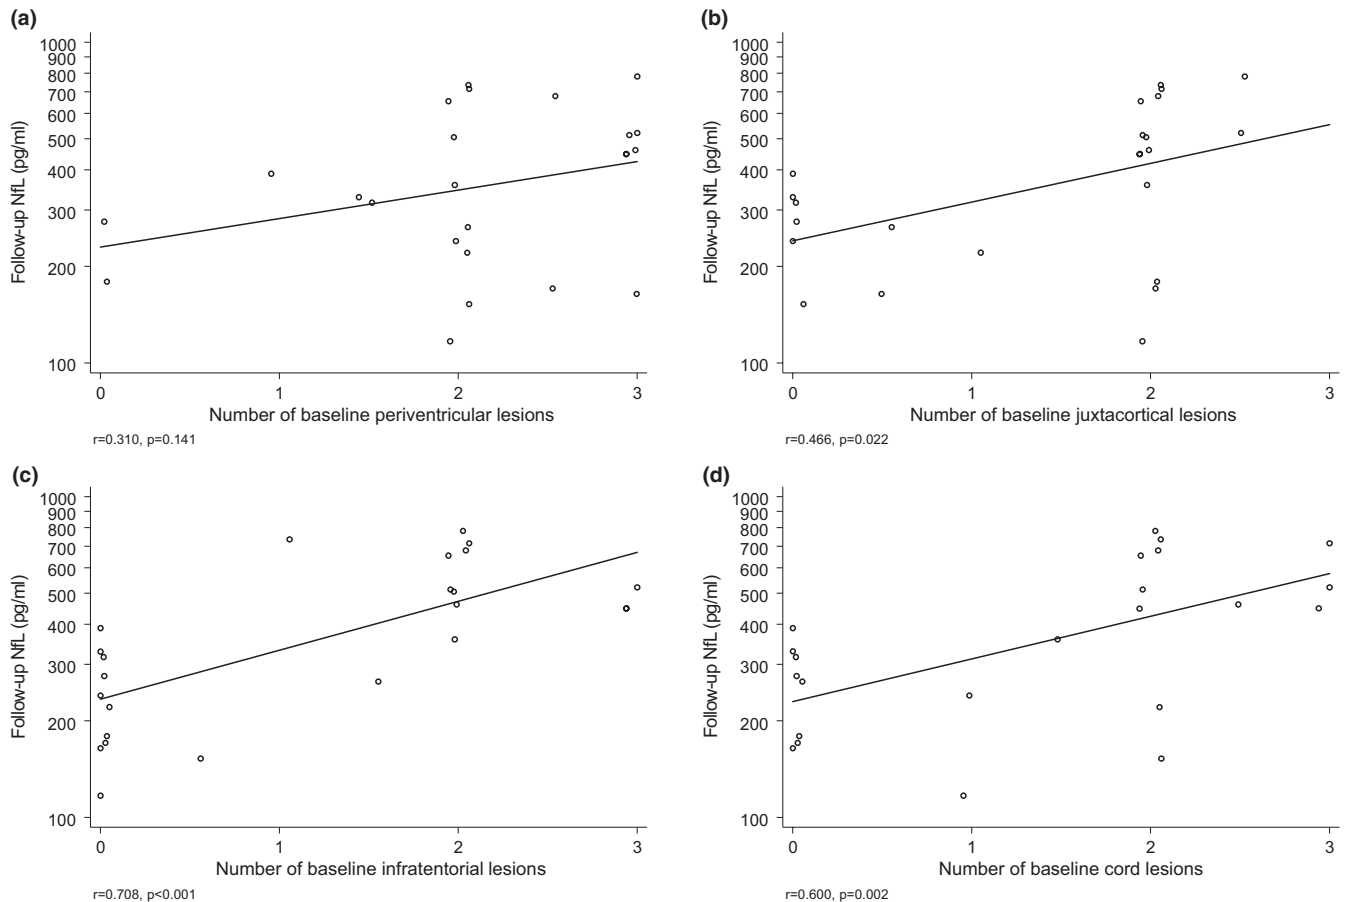 (a)
1000
900
800
700
600
500
400
300
200
100
Follow-up NfL (pg/ml)
0 1 2 3
Number of baseline periventricular lesions
r=0.310, p=0.141
(b)
1000
900
800
700
600
500
400
300
200
100
Follow-up NfL (pg/ml)
0 1 2 3
Number of baseline juxtacortical lesions
r=0.466, p=0.022
(c)
1000
900
800
700
600
500
400
300
200
100
Follow-up NfL (pg/ml)
0 1 2 3
Number of baseline infratentorial lesions
r=0.708, p<0.001
(d)
1000
900
800
700
600
500
400
300
200
100
Follow-up NfL (pg/ml)
0 1 2 3
Number of baseline cord lesions
r=0.600, p=0.002